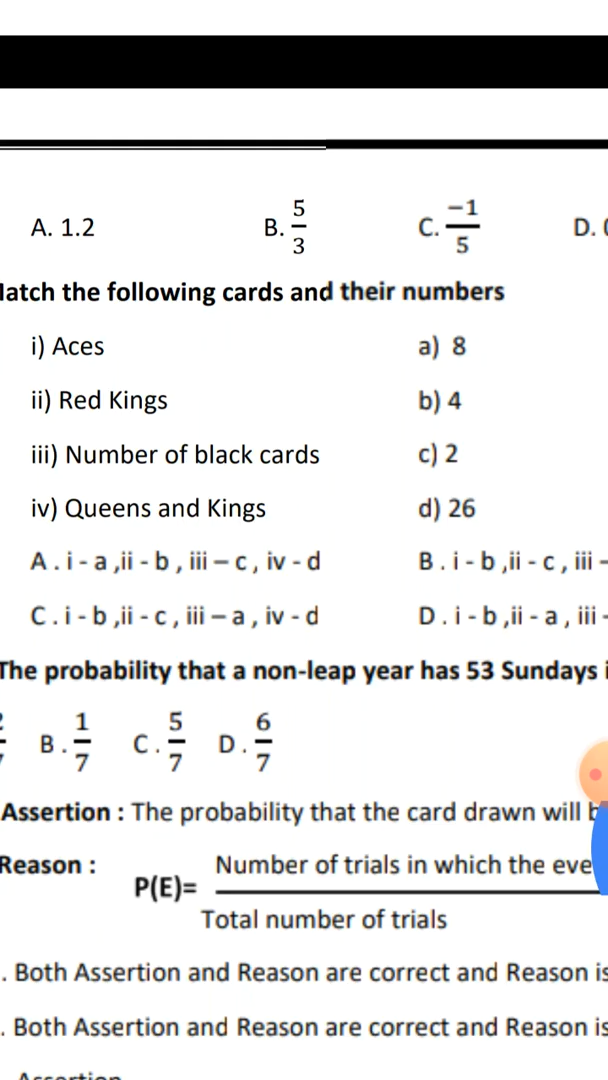 A. 1.2 B. 5/3 C. -1/5 D.
the following cards and their numbers
i) Aces a) 8
ii) Red Kings b) 4
iii) Number of black cards c) 2
iv) Queens and Kings d) 26
A . i - a ,ii - b , iii – c , iv - d B . i - b ,ii - c , iii -
C . i - b ,ii - c , iii – a , iv - d D . i - b ,ii - a , iii -
The probability that a non-leap year has 53 Sundays
B . 1/7 C . 5/7 D . 6/7
Assertion : The probability that the card drawn will
Reason : Number of trials in which the
P(E)=
Total number of trials
. Both Assertion and Reason are correct and Reason is
. Both Assertion and Reason are correct and Reason is